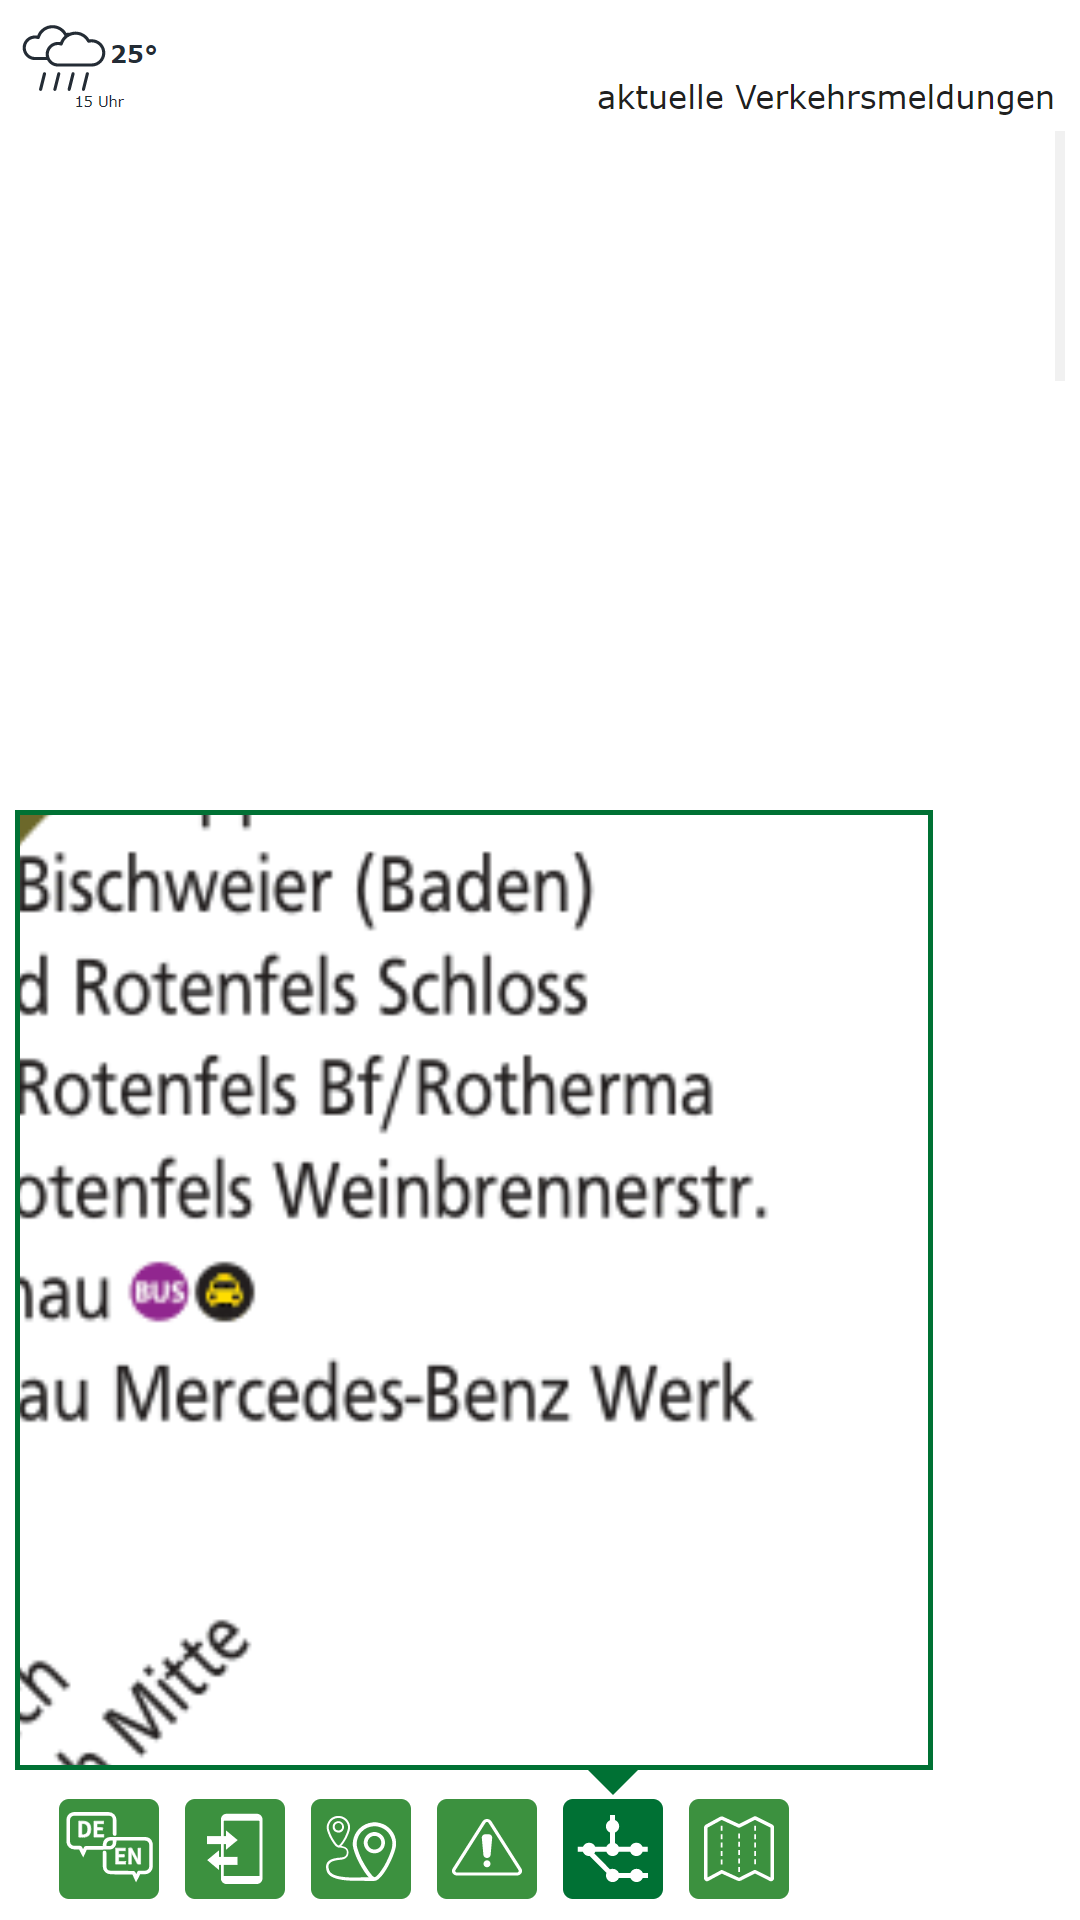 25°
15 Uhr
aktuelle Verkehrsmeldungen
Bischweier (Baden)
d Rotenfels Schloss
Rotenfels Bf/Rotherma
otenfels Weinbrennerstr.
au BUS
au Mercedes-Benz Werk
ch
h Mitte
DE
EN